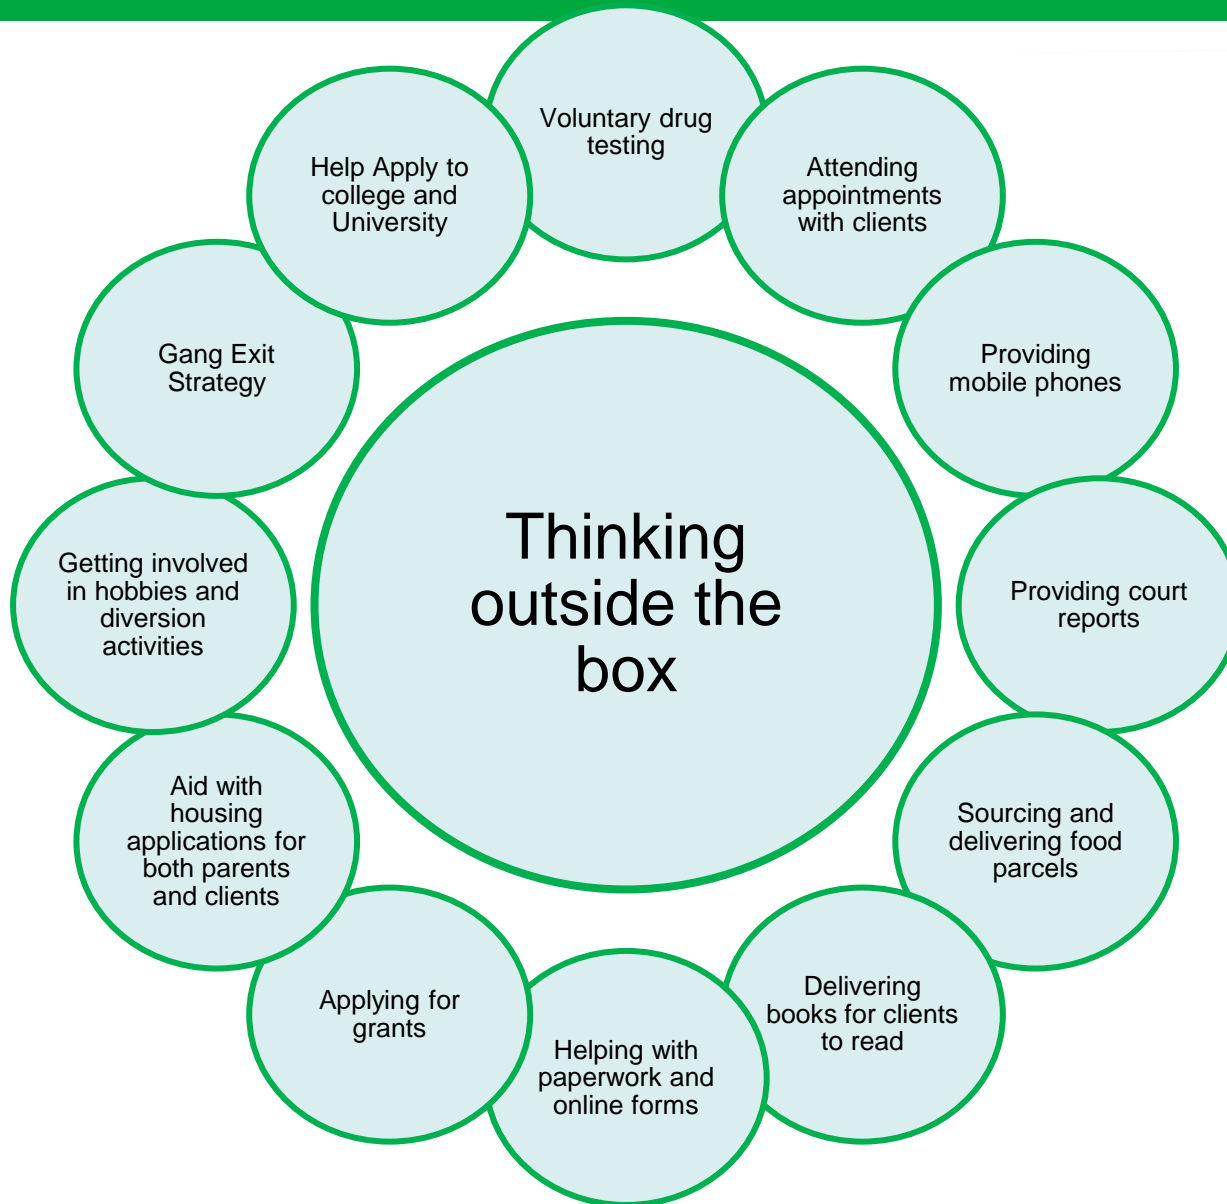 Voluntary drug
testing
Attending
appointments
with clients
Providing
mobile phones
Providing court
reports
Sourcing and
delivering food
parcels
Delivering
books for clients
to read
Helping with
paperwork and
online forms
Applying for
grants
Aid with
housing
applications for
both parents
and clients
Getting involved
in hobbies and
diversion
activities
Gang Exit
Strategy
Help Apply to
college and
University
Thinking
outside the
box